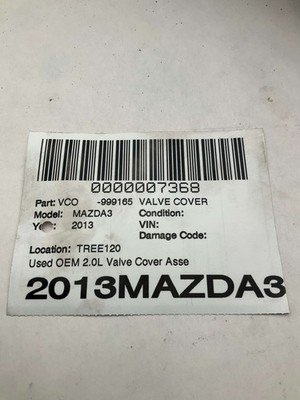 0000007368
Part: VCO -999165 VALVE COVER
Model: MAZDA3 Condition:
Ye 2013 VIN:
Damage Code:
Location: TREE120
Used OEM 2.0L Valve Cover Asse
2013MAZDA3